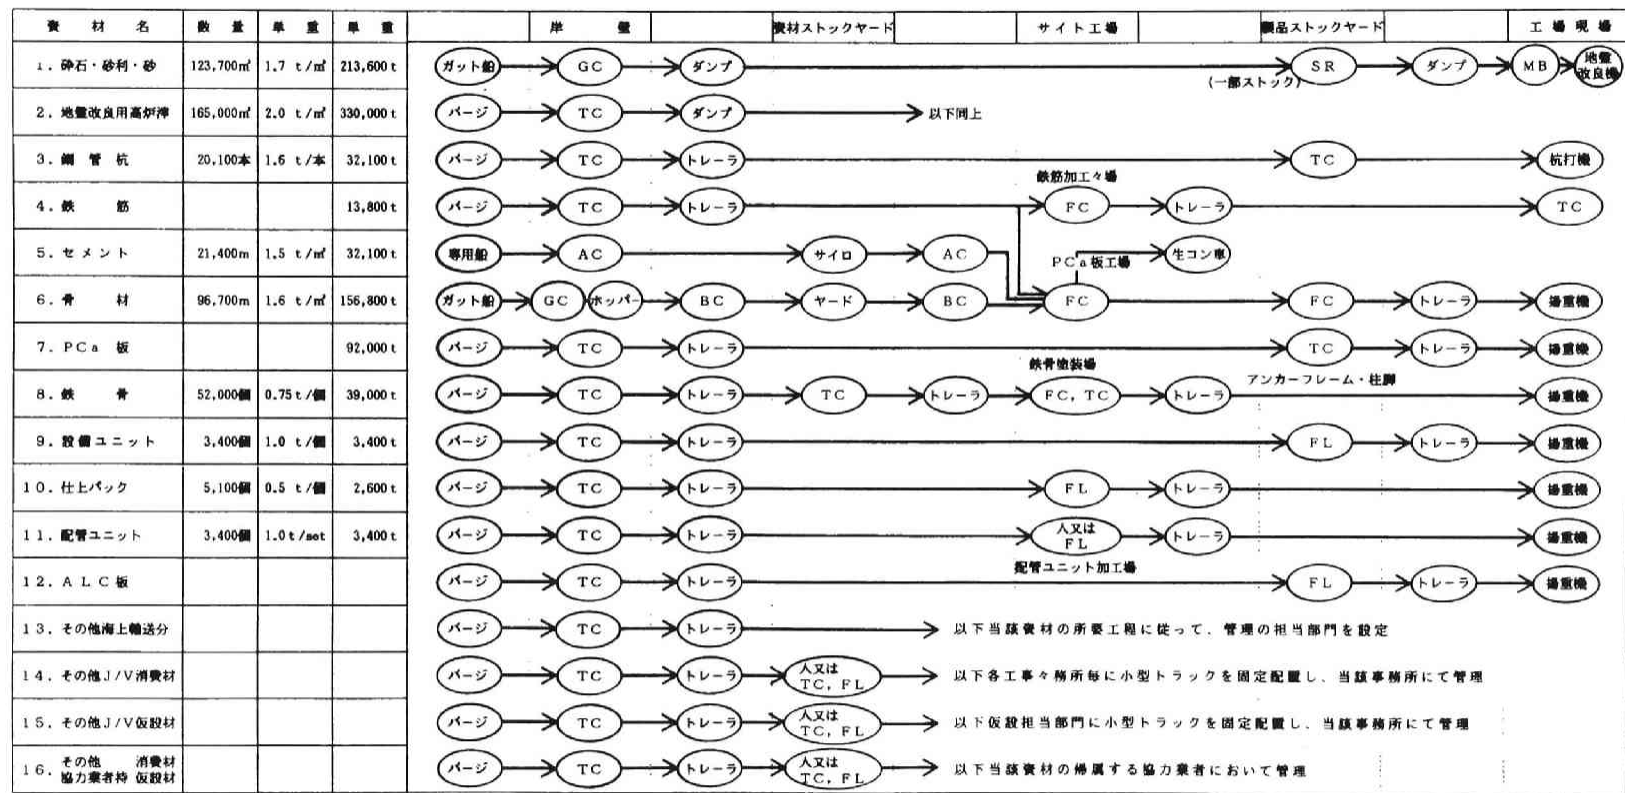 資 材 名 数 量 単 重 単 重 岸 壁 資材ストックヤード サイト工場 製品ストックヤード 工 場 現 場
1. 砕石・砂利・砂 123,700㎥ 1.7 t/㎥ 213,600t ガット船 GC ダンプ (一部ストック) SR ダンプ MB 地盤改良機
2. 地盤改良用高炉滓 165,000㎥ 2.0 t/㎥ 330,000t バージ TC ダンプ 以下同上
3. 鋼 管 杭 20,100本 1.6 t/本 32,100t バージ TC トレーラ TC 杭打機
鉄筋加工々場
4. 鉄 筋 13,800t バージ TC トレーラ FC トレーラ TC
5. セメント 21,400m 1.5 t/㎥ 32,100t 専用船 AC サイロ AC 生コン車
PCa板工場
6. 骨 材 96,700m 1.6 t/㎥ 156,800t ガット船 GC ホッパー BC ヤード BC FC FC トレーラ 揚重機
7. PCa 板 92,000t バージ TC トレーラ TC トレーラ 揚重機
鉄骨塗装場
8. 鉄 骨 52,000個 0.75t/個 39,000t バージ TC トレーラ TC トレーラ FC, TC トレーラ アンカーフレーム・柱脚 揚重機
9. 設備ユニット 3,400個 1.0 t/個 3,400t バージ TC トレーラ FL トレーラ 揚重機
10. 仕上パック 5,100個 0.5 t/個 2,600t バージ TC トレーラ FL トレーラ 揚重機
11. 配管ユニット 3,400個 1.0t/set 3,400t バージ TC トレーラ 人又は FL トレーラ 揚重機
配管ユニット加工場
12. ALC板 バージ TC トレーラ FL トレーラ 揚重機
13. その他海上輸送分 バージ TC トレーラ 以下当該資材の所要工程に従って、管理の担当部門を設定
14. その他J/V消費材 バージ TC トレーラ 人又は TC, FL 以下各工事々務所毎に小型トラックを固定配置し、当該事務所にて管理
15. その他J/V仮設材 バージ TC トレーラ 人又は TC, FL 以下仮設担当部門に小型トラックを固定配置し、当該事務所にて管理
16. その他 消費材 協力業者持 仮設材 バージ TC トレーラ 人又は TC, FL 以下当該資材の帰属する協力業者において管理